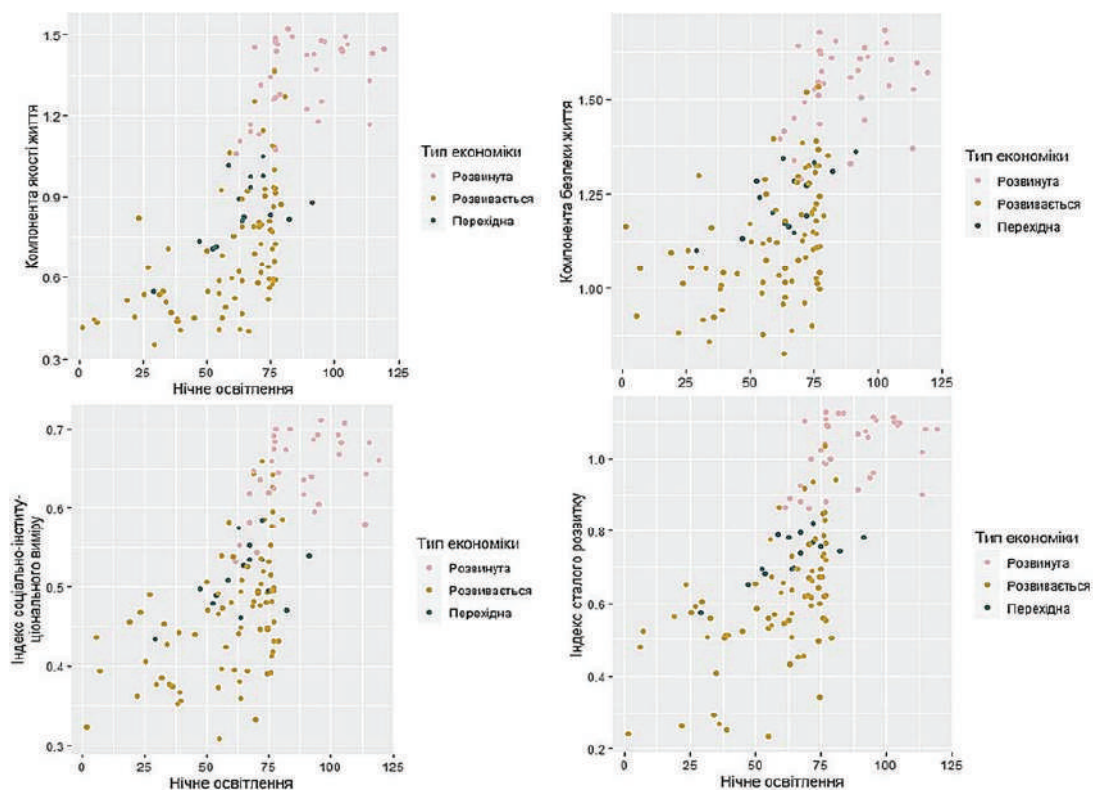 1.5
1.2
0.9
0.6
0.3
Компонента якості життя
0
25
50
75
100
125
Нічне освітлення
Тип економіки
Розвинута
Розвивається
Перехідна
1.50
1.25
1.00
Компонента безпеки життя
0
25
50
75
100
125
Нічне освітлення
Тип економіки
Розвинута
Розвивається
Перехідна
0.7
0.6
0.5
0.4
0.3
Індекс соціально-інститу-
ціонального виміру
0
25
50
75
100
125
Нічне освітлення
Тип економіки
Розвинута
Розвивається
Перехідна
1.0
0.8
0.6
0.4
0.2
Індекс сталого розвитку
0
25
50
75
100
125
Нічне освітлення
Тип економіки
Розвинута
Розвивається
Перехідна